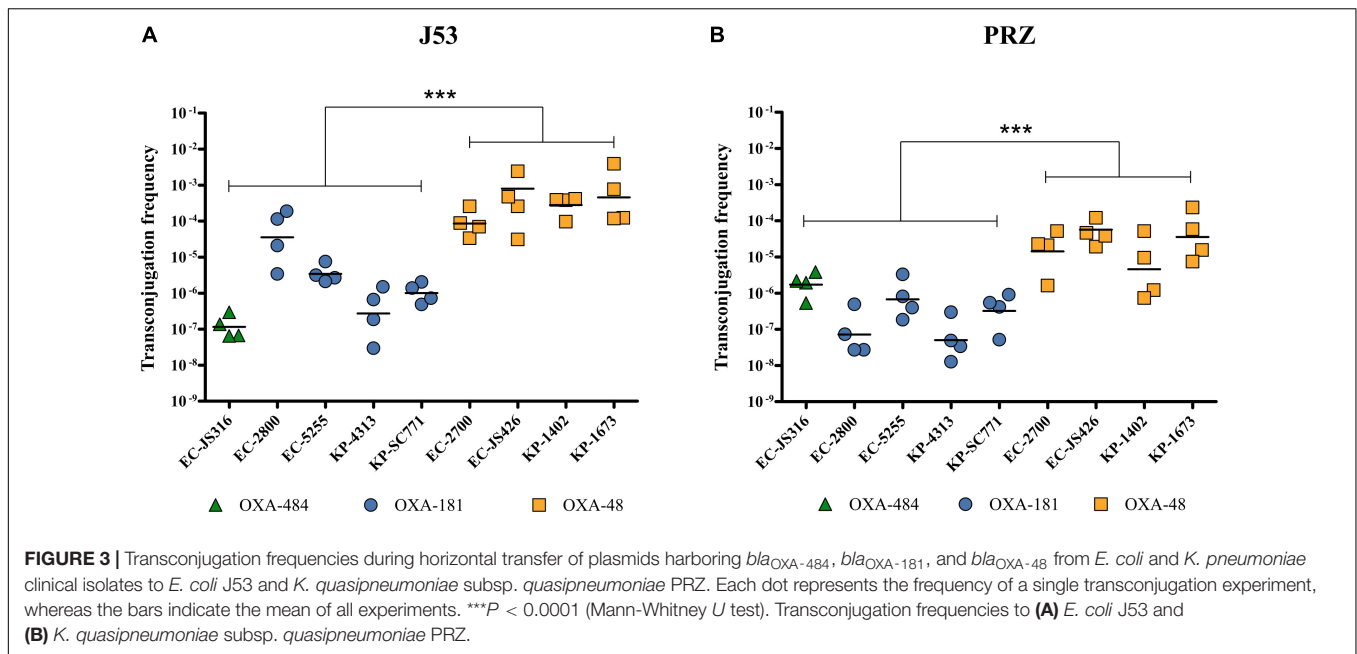 A
J53
***
Transconjugation frequency
10-1
10-2
10-3
10-4
10-5
10-6
10-7
10-8
10-9
EC-JS316
EC-2800
EC-5255
KP-4313
KP-SC771
EC-2700
EC-JS426
KP-1402
KP-1673
OXA-484
OXA-181
OXA-48
B
PRZ
***
Transconjugation frequency
10-1
10-2
10-3
10-4
10-5
10-6
10-7
10-8
10-9
EC-JS316
EC-2800
EC-5255
KP-4313
KP-SC771
EC-2700
EC-JS426
KP-1402
KP-1673
OXA-484
OXA-181
OXA-48
FIGURE 3 | Transconjugation frequencies during horizontal transfer of plasmids harboring blaOXA-484, blaOXA-181, and blaOXA-48 from E. coli and K. pneumoniae
clinical isolates to E. coli J53 and K. quasipneumoniae subsp. quasipneumoniae PRZ. Each dot represents the frequency of a single transconjugation experiment,
whereas the bars indicate the mean of all experiments. ***P < 0.0001 (Mann-Whitney U test). Transconjugation frequencies to (A) E. coli J53 and
(B) K. quasipneumoniae subsp. quasipneumoniae PRZ.